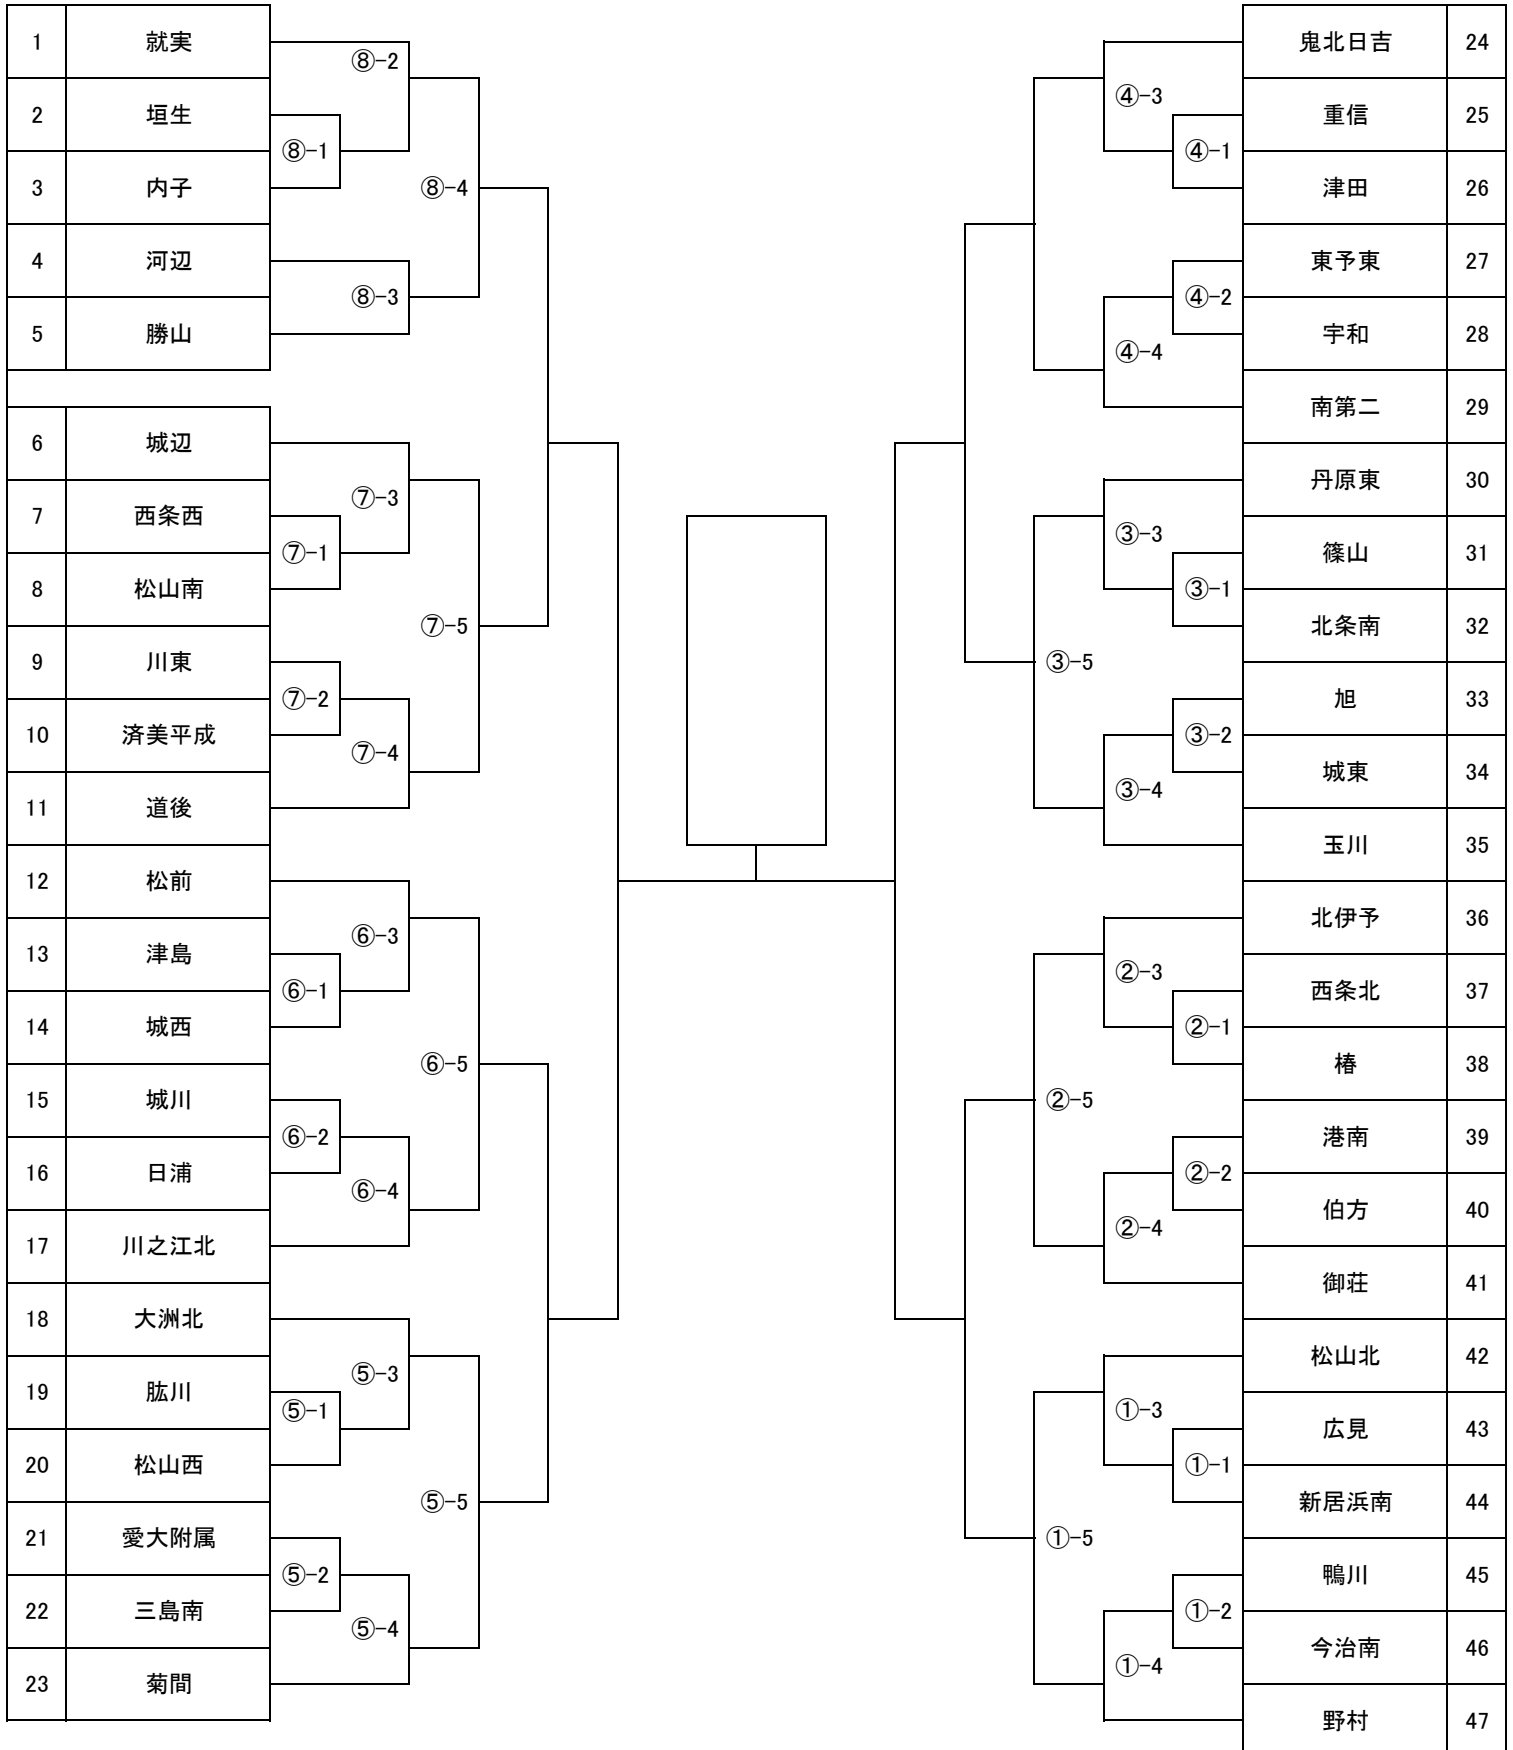 1 就実
⑧-2
2 垣生
⑧-1
3 内子
⑧-4
4 河辺
⑧-3
5 勝山
6 城辺
⑦-3
7 西条西
⑦-1
8 松山南
⑦-5
9 川東
⑦-2
10 済美平成
⑦-4
11 道後
12 松前
⑥-3
13 津島
⑥-1
14 城西
⑥-5
15 城川
⑥-2
16 日浦
⑥-4
17 川之江北
18 大洲北
⑤-3
19 肱川
⑤-1
20 松山西
⑤-5
21 愛大附属
⑤-2
22 三島南
⑤-4
23 菊間
鬼北日吉 24
④-3
重信 25
④-1
津田 26
東予東 27
④-2
宇和 28
④-4
南第二 29
丹原東 30
③-3
篠山 31
③-1
北条南 32
③-5
旭 33
③-2
城東 34
③-4
玉川 35
北伊予 36
②-3
西条北 37
②-1
椿 38
②-5
港南 39
②-2
伯方 40
②-4
御荘 41
松山北 42
①-3
広見 43
①-1
新居浜南 44
①-5
鴨川 45
①-2
今治南 46
①-4
野村 47